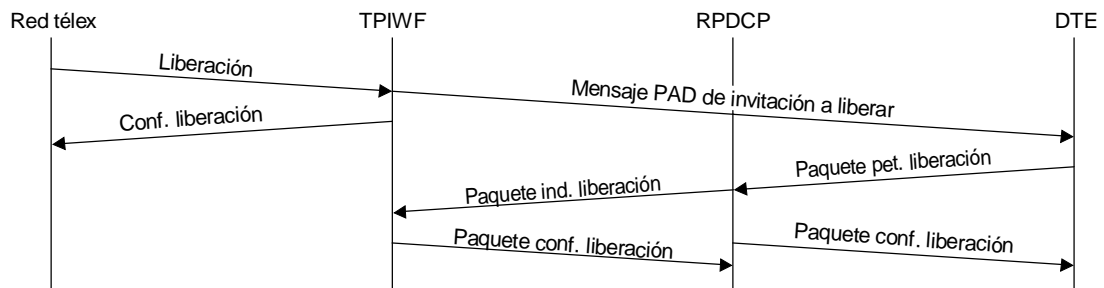 Red télex
TPIWF
RPDCP
DTE
Liberación
Mensaje PAD de invitación a liberar
Conf. liberación
Paquete pet. liberación
Paquete ind. liberación
Paquete conf. liberación
Paquete conf. liberación